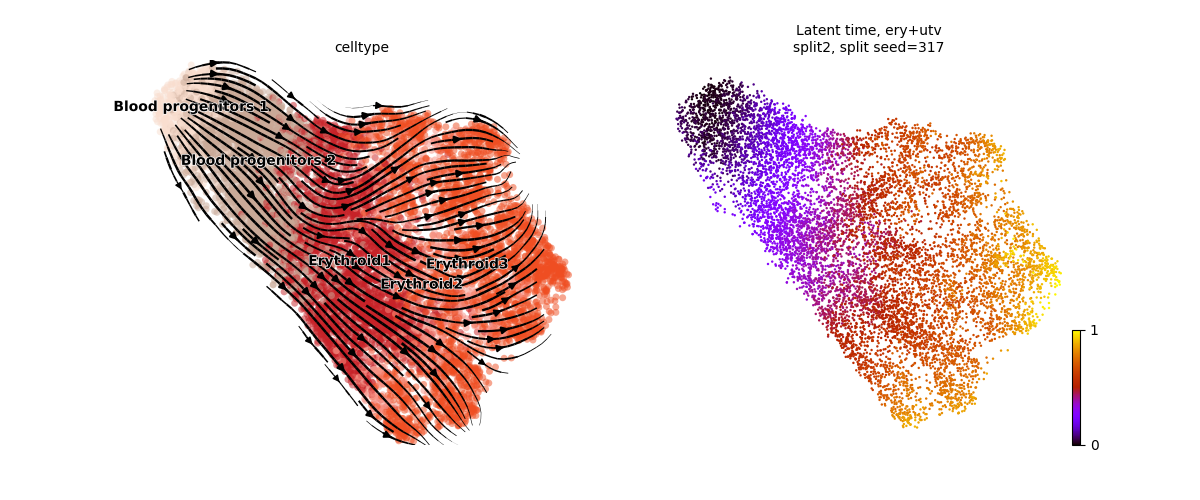 celltype
Blood progenitors 1
Blood progenitors 2
Erythroid1
Erythroid3
Erythroid2
Latent time, ery+utv
split2, split seed=317
1
0